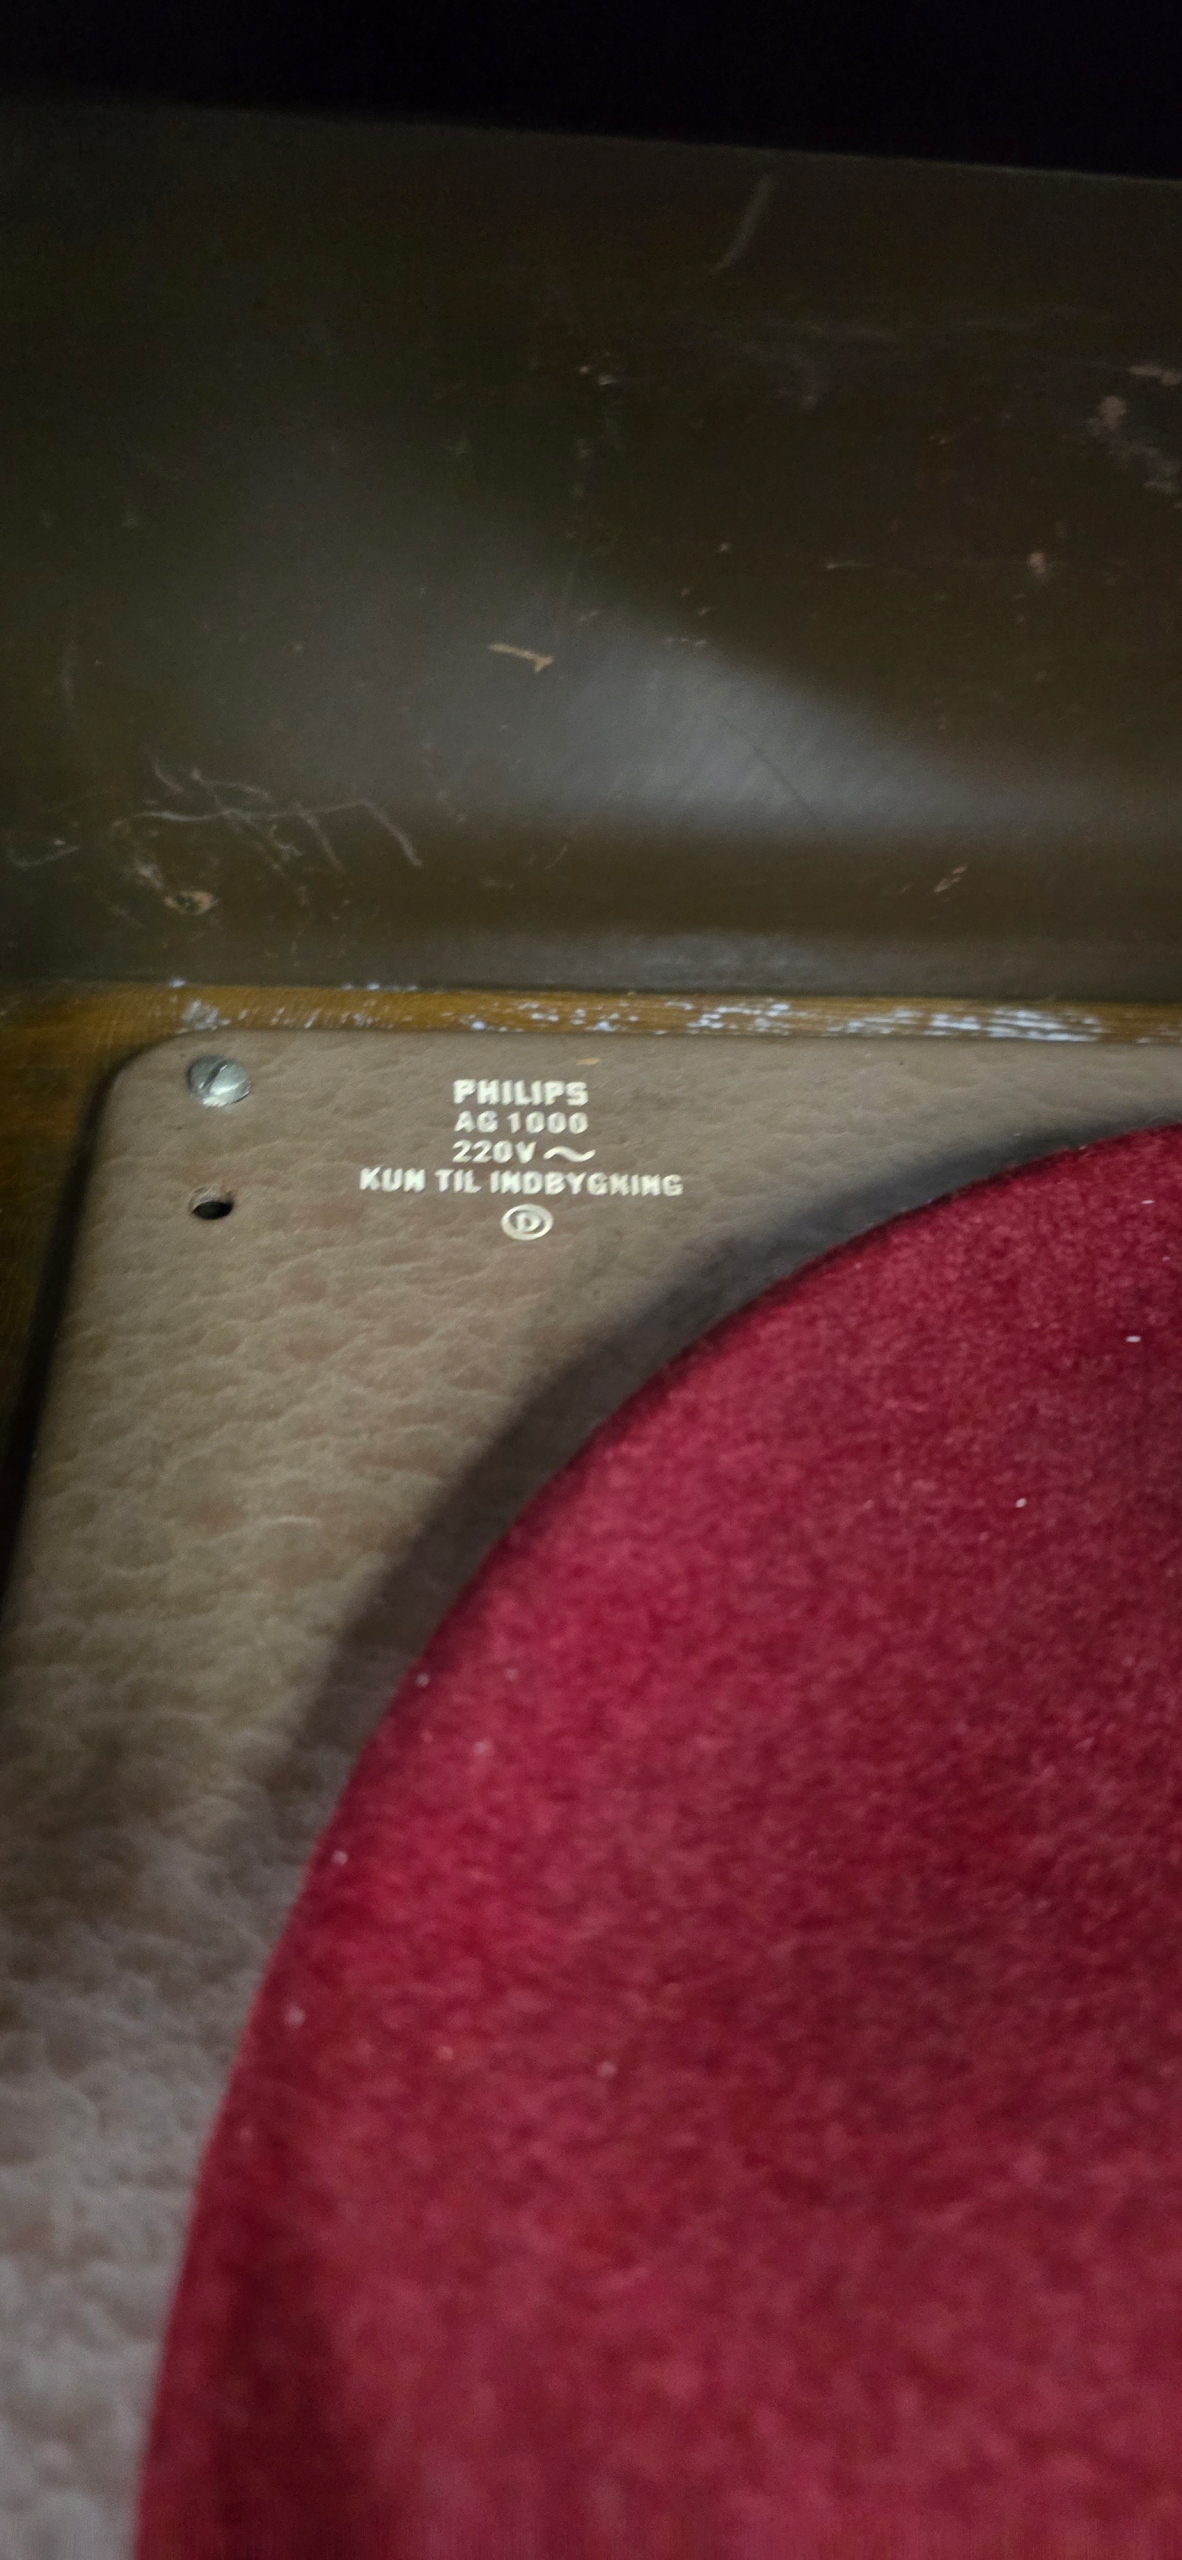 PHILIPS
AG 1000
220V ~
KUN TIL INDBYGNING
D